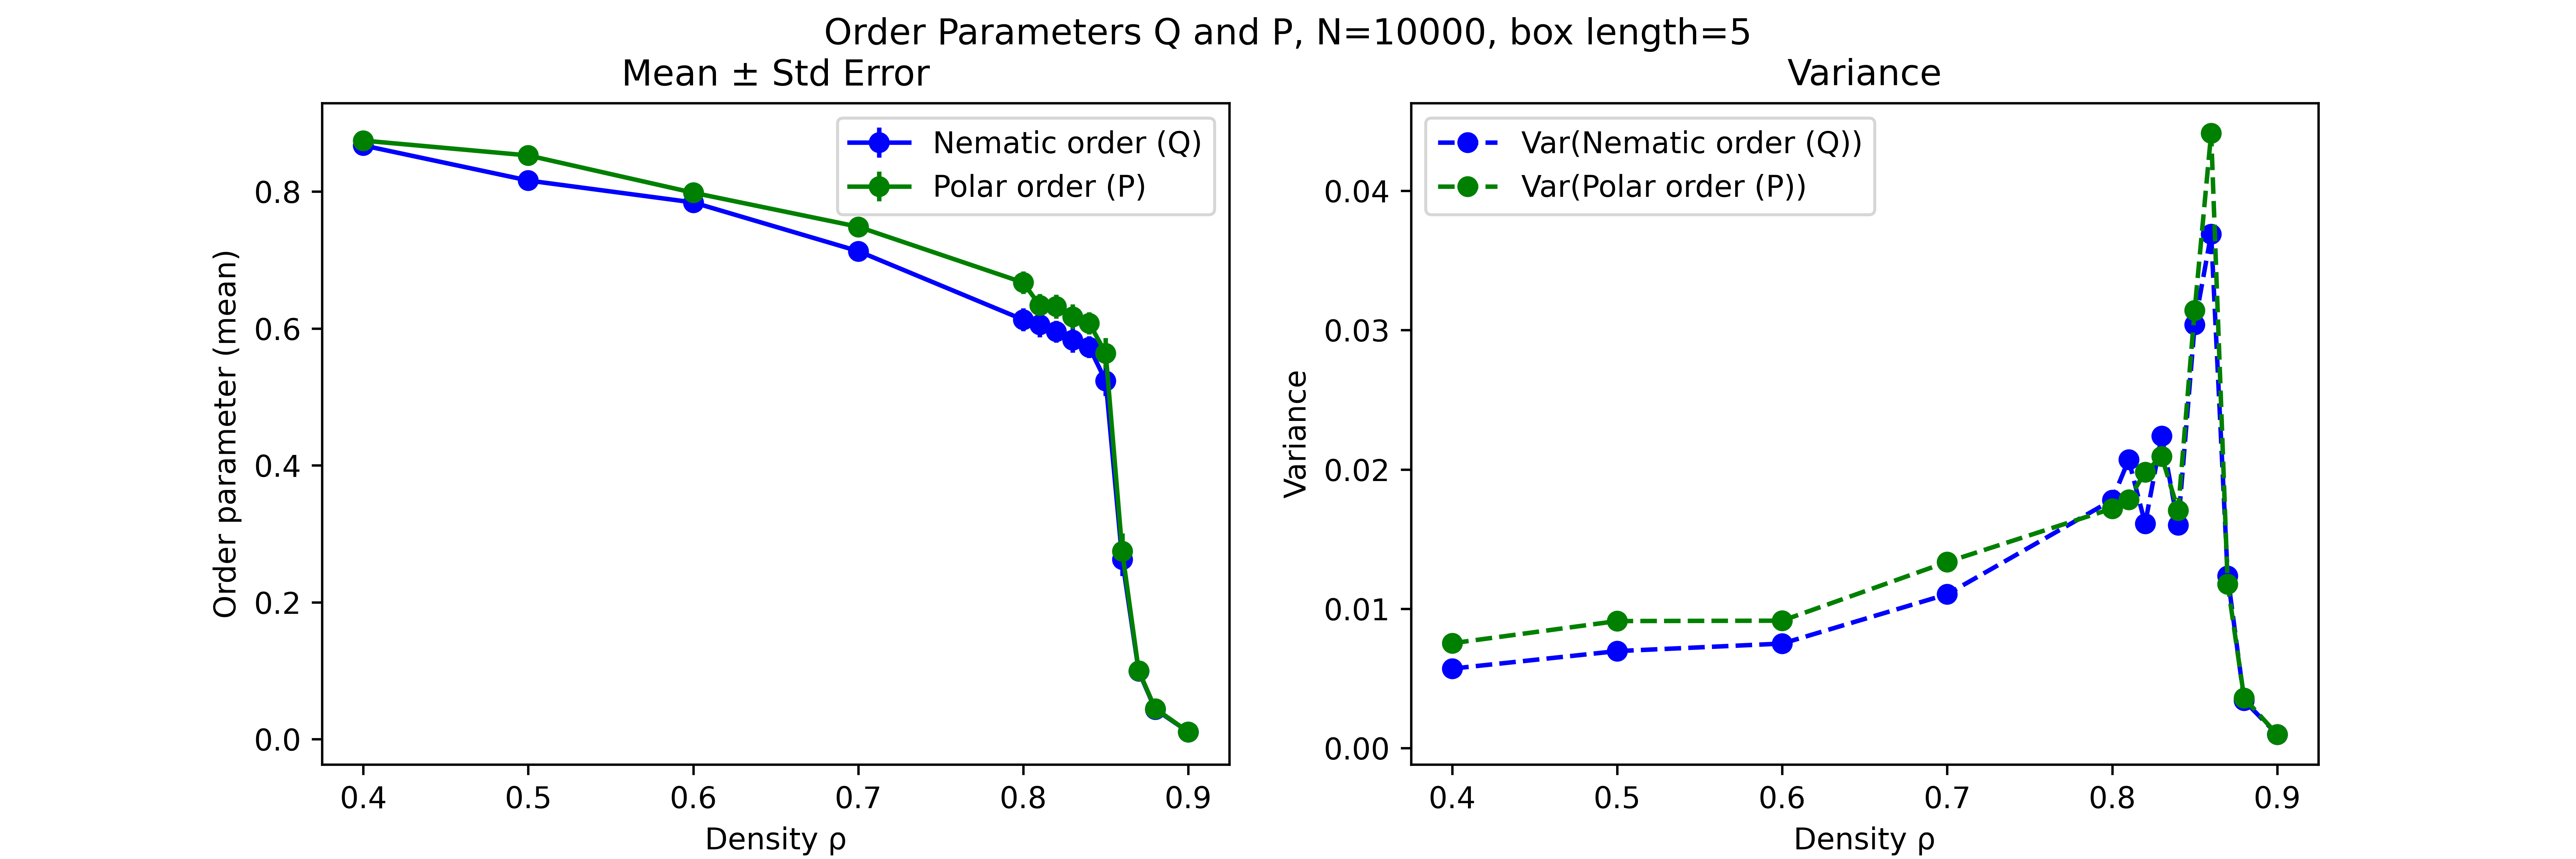 Order Parameters Q and P, N=10000, box length=5
Mean ± Std Error
Nematic order (Q)
Polar order (P)
Order parameter (mean)
0.8
0.6
0.4
0.2
0.0
0.4 0.5 0.6 0.7 0.8 0.9
Density ρ
Variance
Var(Nematic order (Q))
Var(Polar order (P))
Variance
0.04
0.03
0.02
0.01
0.00
0.4 0.5 0.6 0.7 0.8 0.9
Density ρ